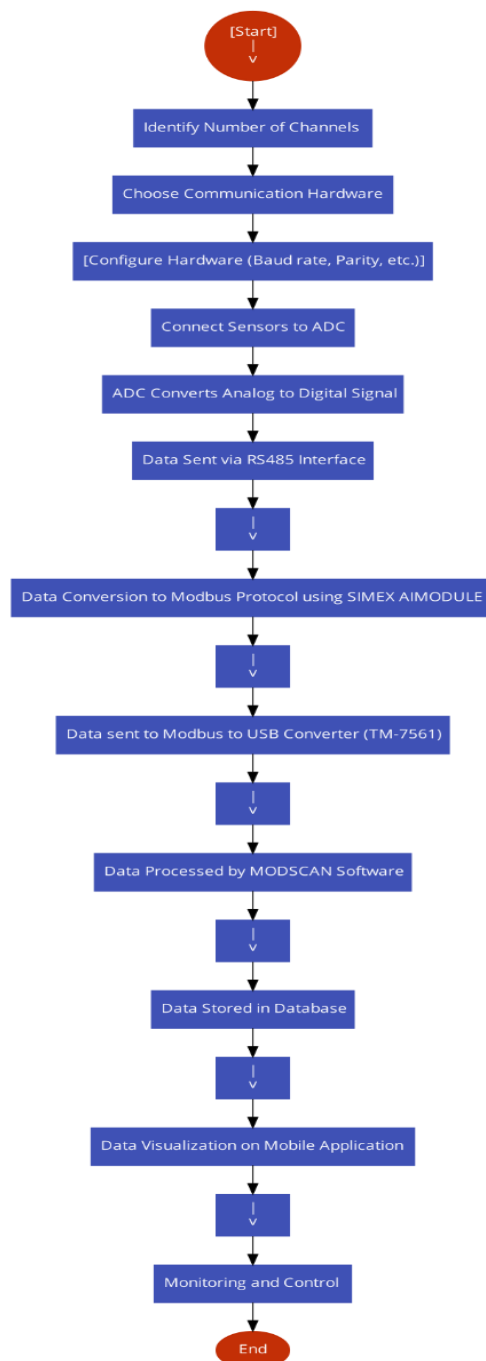 [Start]
|
v
Identify Number of Channels
Choose Communication Hardware
[Configure Hardware (Baud rate, Parity, etc.)]
Connect Sensors to ADC
ADC Converts Analog to Digital Signal
Data Sent via RS485 Interface
|
v
Data Conversion to Modbus Protocol using SIMEX AIMODULE
|
v
Data sent to Modbus to USB Converter (TM-7561)
|
v
Data Processed by MODSCAN Software
|
v
Data Stored in Database
|
v
Data Visualization on Mobile Application
|
v
Monitoring and Control
End